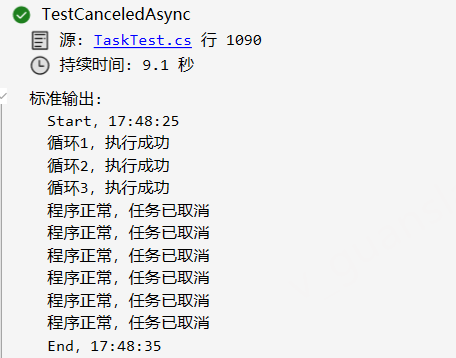 TestCanceledAsync
源: TaskTest.cs 行 1090
持续时间: 9.1 秒
标准输出:
Start, 17:48:25
循环1, 执行成功
循环2, 执行成功
循环3, 执行成功
程序正常, 任务已取消
程序正常, 任务已取消
程序正常, 任务已取消
程序正常, 任务已取消
程序正常, 任务已取消
程序正常, 任务已取消
End, 17:48:35